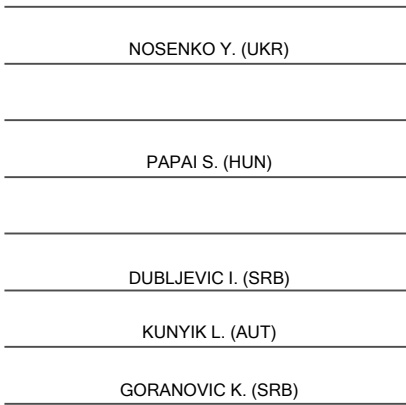 NOSENKO Y. (UKR)
PAPAI S. (HUN)
DUBLJEVIC I. (SRB)
KUNYIK L. (AUT)
GORANOVIC K. (SRB)